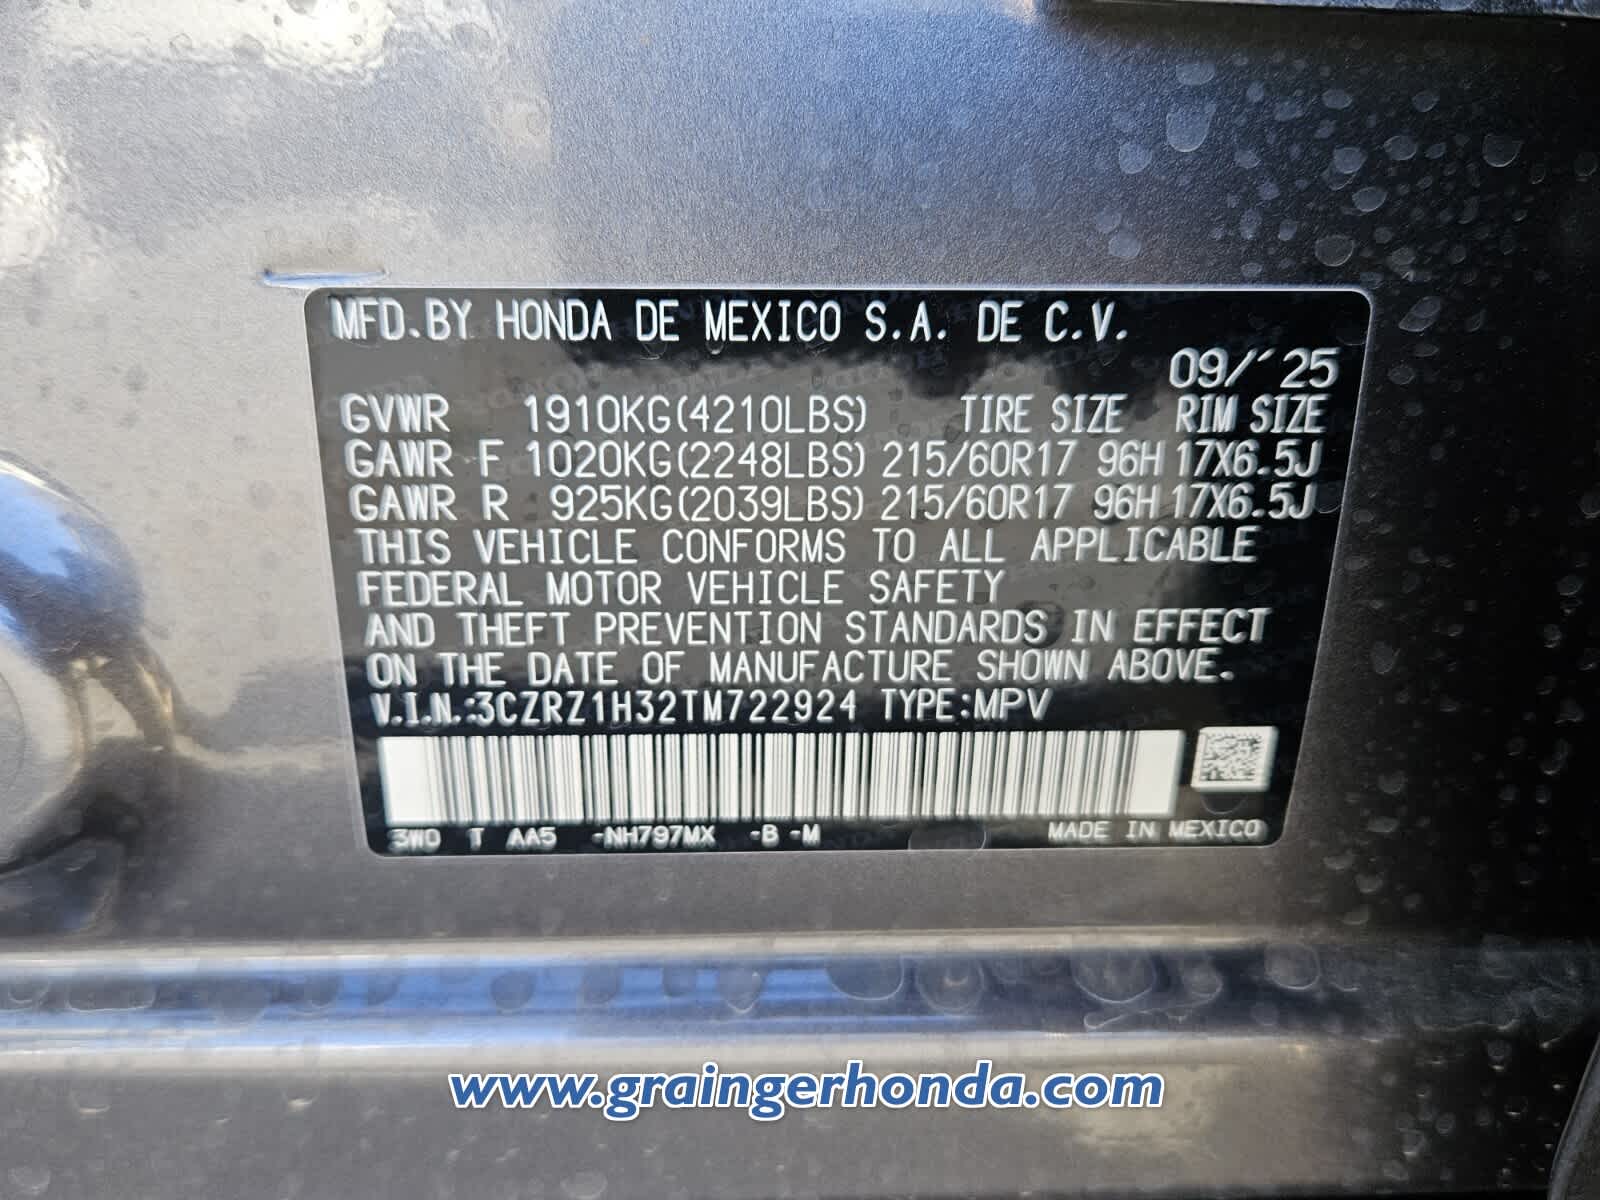 MFD.BY HONDA DE MEXICO S.A. DE C.V.
09/´25
GVWR 1910KG(4210LBS) TIRE SIZE RIM SIZE
GAWR F 1020KG(2248LBS) 215/60R17 96H 17X6.5J
GAWR R 925KG(2039LBS) 215/60R17 96H 17X6.5J
THIS VEHICLE CONFORMS TO ALL APPLICABLE
FEDERAL MOTOR VEHICLE SAFETY
AND THEFT PREVENTION STANDARDS IN EFFECT
ON THE DATE OF MANUFACTURE SHOWN ABOVE.
V.I.N.:3CZRZ1H32TM722924 TYPE:MPV
3W0 T AA5 -NH797MX -B -M MADE IN MEXICO
www.graingerhonda.com